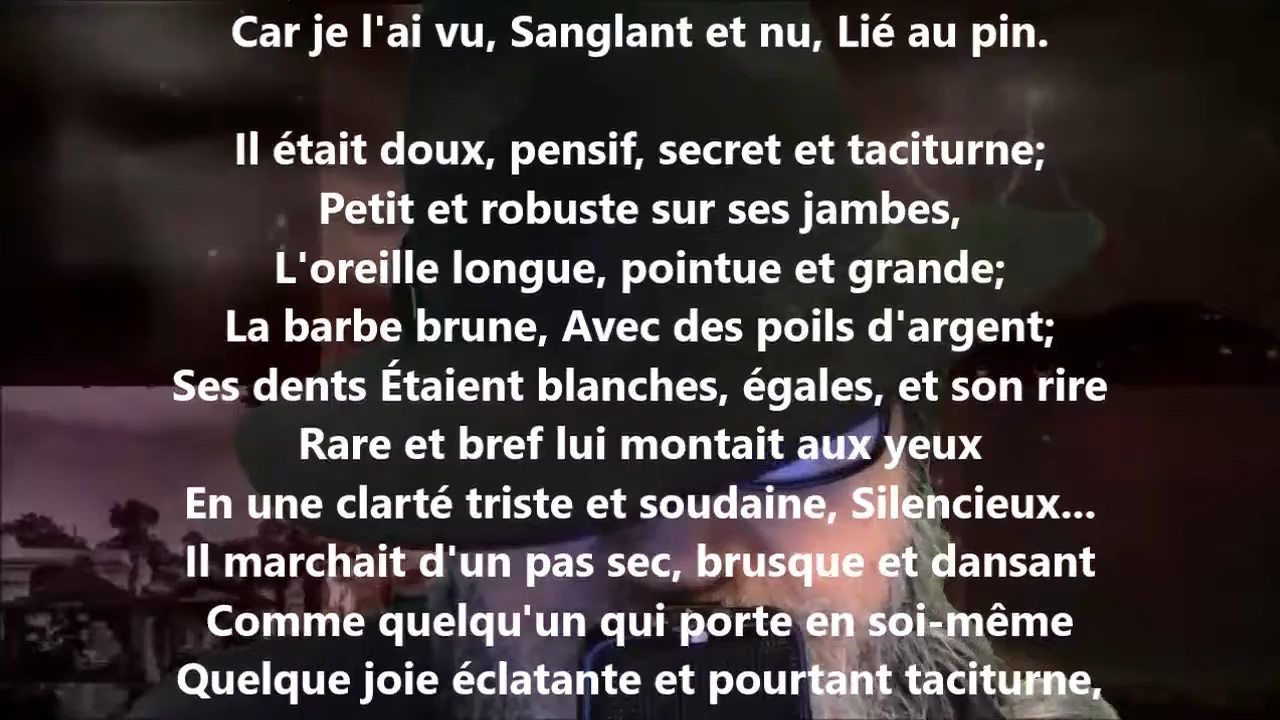 Car je l'ai vu, Sanglant et nu, Lié au pin.
Il était doux, pensif, secret et taciturne;
Petit et robuste sur ses jambes,
L'oreille longue, pointue et grande;
La barbe brune, Avec des poils d'argent;
Ses dents Étaient blanches, égales, et son rire
Rare et bref lui montait aux yeux
En une clarté triste et soudaine, Silencieux...
Il marchait d'un pas sec, brusque et dansant
Comme quelqu'un qui porte en soi-même
Quelque joie éclatante et pourtant taciturne,